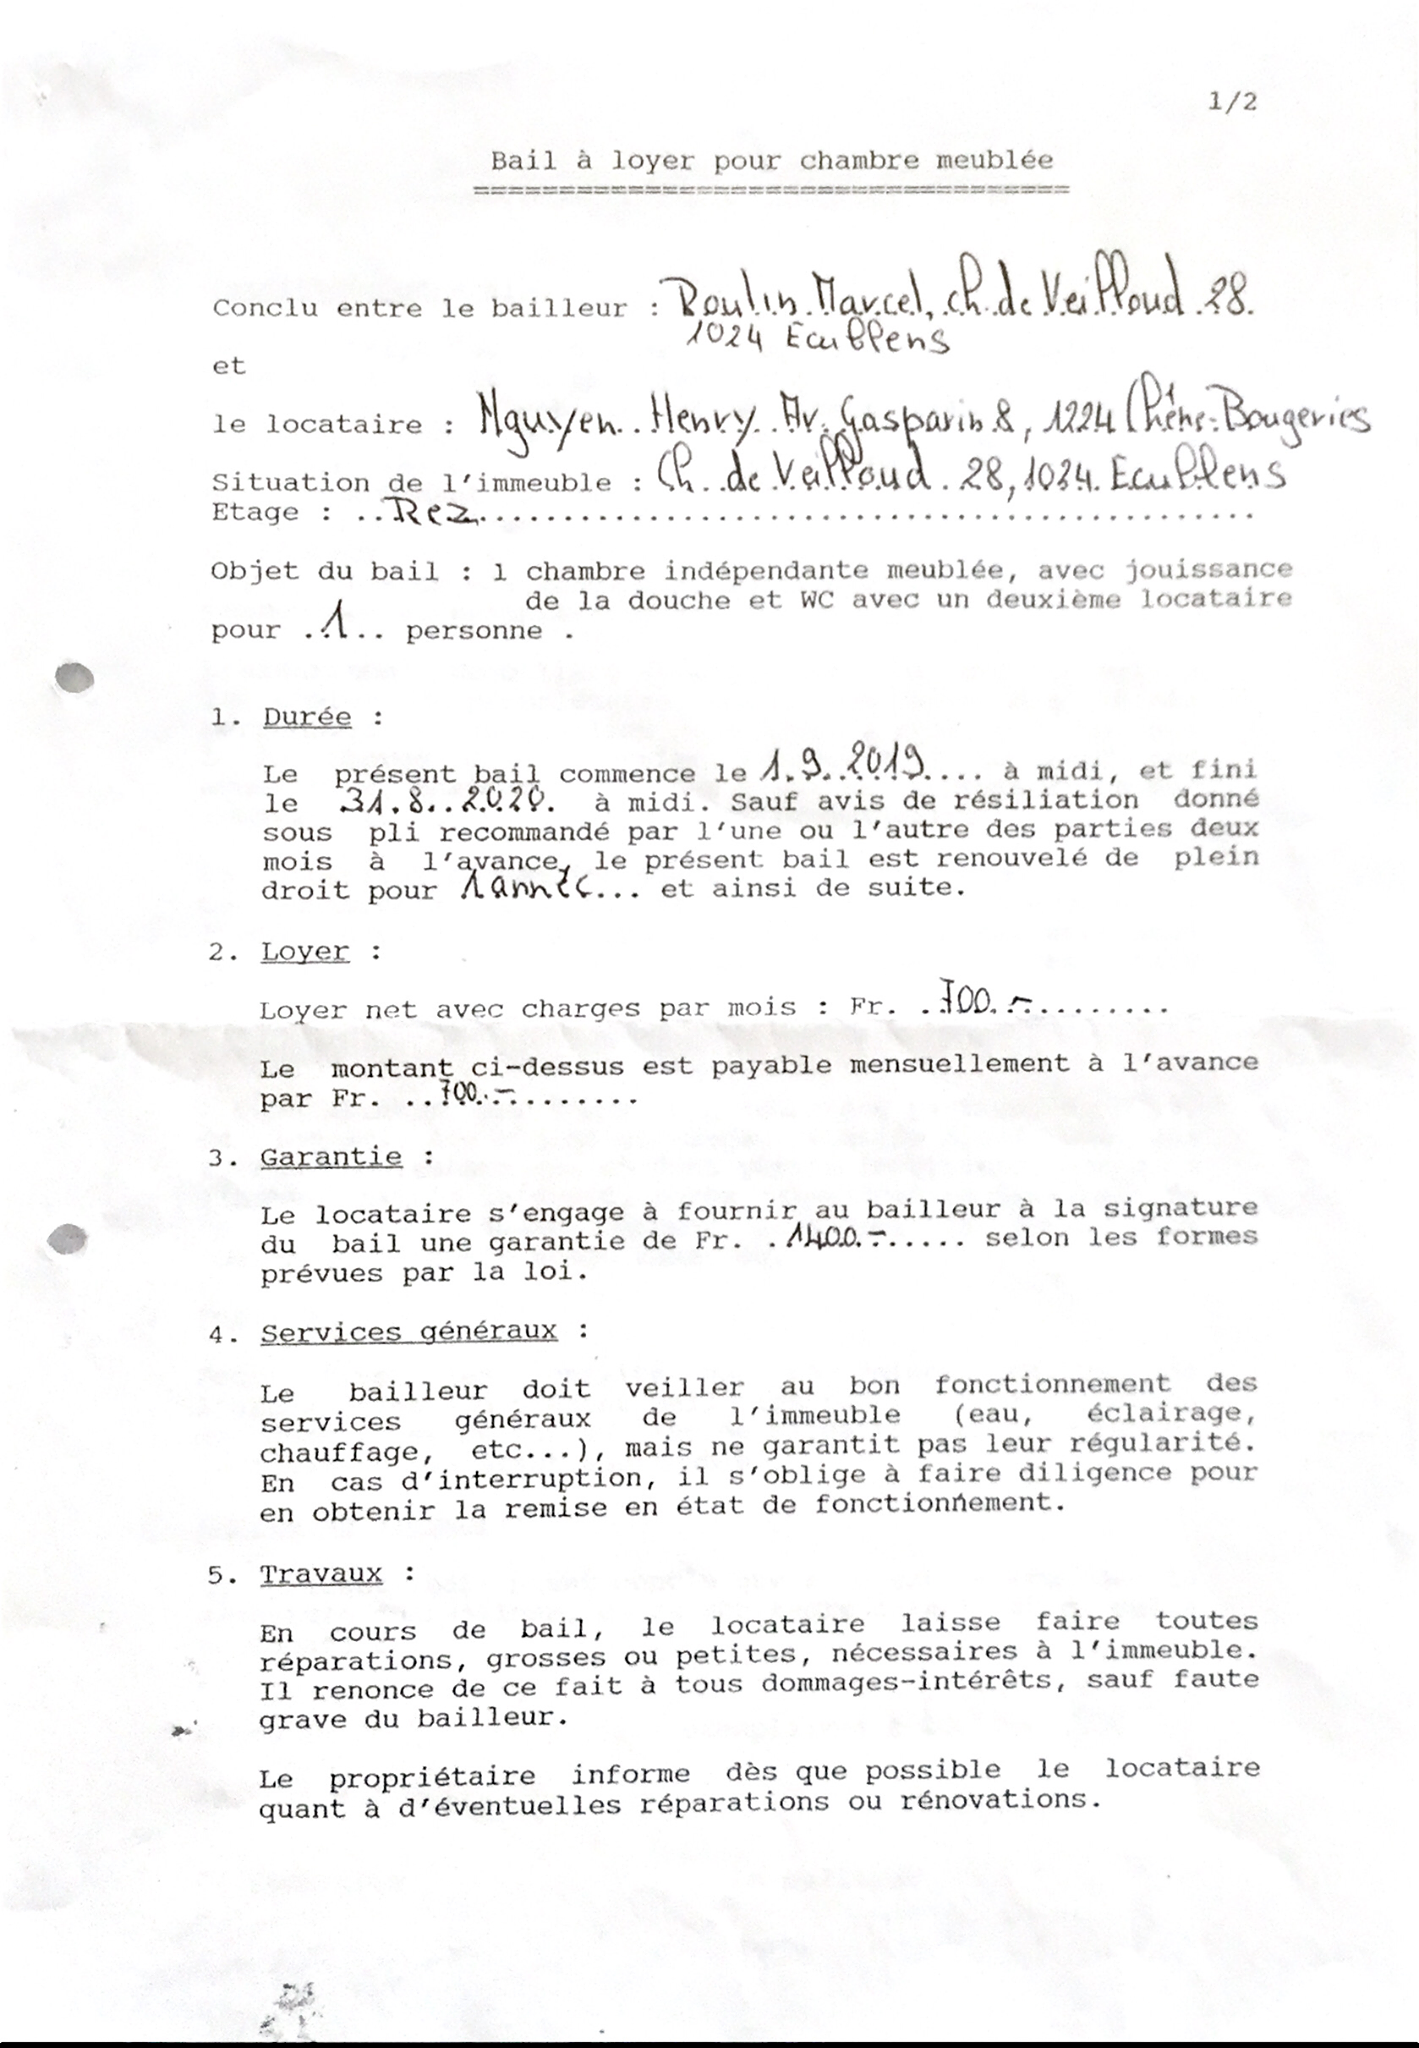 1/2
Bail à loyer pour chambre meublée
===================================
Conclu entre le bailleur : Roulin Marcel, ch. de Veilloud 28.
1024 Ecublens
et
le locataire : Nguyen Henry Av. Gasparin 8, 1224 Chêne-Bougeries
Situation de l'immeuble : Ch. de Veilloud 28, 1024 Ecublens
Etage : ..Rez.............................................
Objet du bail : 1 chambre indépendante meublée, avec jouissance
de la douche et WC avec un deuxième locataire
pour ..1.. personne .
1. Durée :
Le présent bail commence le 1.9.2019.... à midi, et fini
le 31.8.2020. à midi. Sauf avis de résiliation donné
sous pli recommandé par l'une ou l'autre des parties deux
mois à l'avance, le présent bail est renouvelé de plein
droit pour 1 année... et ainsi de suite.
2. Loyer :
Loyer net avec charges par mois : Fr. ..700.-.........
Le montant ci-dessus est payable mensuellement à l'avance
par Fr. ..700.-........
3. Garantie :
Le locataire s'engage à fournir au bailleur à la signature
du bail une garantie de Fr. .1400.-..... selon les formes
prévues par la loi.
4. Services généraux :
Le bailleur doit veiller au bon fonctionnement des
services généraux de l'immeuble (eau, éclairage,
chauffage, etc...), mais ne garantit pas leur régularité.
En cas d'interruption, il s'oblige à faire diligence pour
en obtenir la remise en état de fonctionnement.
5. Travaux :
En cours de bail, le locataire laisse faire toutes
réparations, grosses ou petites, nécessaires à l'immeuble.
Il renonce de ce fait à tous dommages-intérêts, sauf faute
grave du bailleur.
Le propriétaire informe dès que possible le locataire
quant à d'éventuelles réparations ou rénovations.